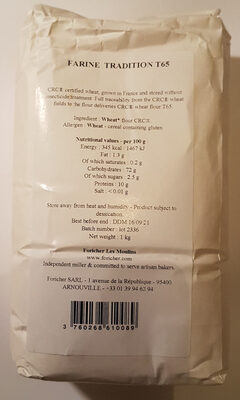 FARINE TRADITION T65
CRC® certified wheat, grown in France and stored without
insecticide treatment. Full traceability from the CRC® wheat
fields to the flour deliveries CRC® wheat flour T65.
Ingredient : Wheat* flour CRC®.
Allergen : Wheat - cereal containing gluten.
Nutritional values - per 100 g
Energy : 345 kcal - 1467 kJ
Fat : 1.3 g
Of which saturates : 0.2 g
Carbohydrates : 72 g
Of which sugars : 2.5 g
Proteins : 10 g
Salt : < 0.01 g
Store away from heat and humidity - Product subject to
dessication.
Best before end : DDM 16/09/21
Batch number : lot 2336
Net weight : 1 kg
Foricher Les Moulins
www.foricher.com
Independent miller & committed to serve artisan bakers.
Foricher SARL - 1 avenue de la République - 95400
ARNOUVILLE - +33 01 39 94 62 94
3 760268 610089